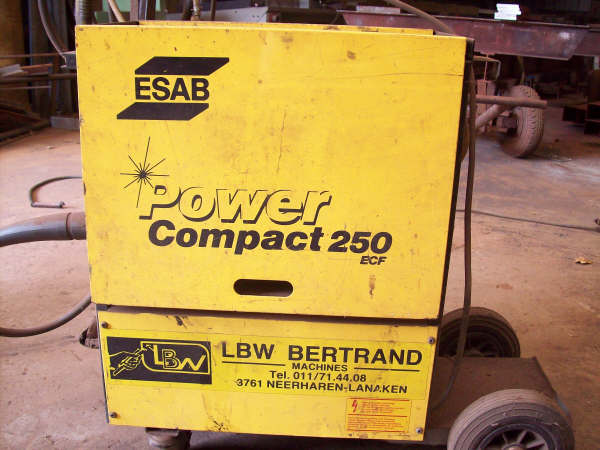 ESAB
Power
Compact 250
ECF
LBW
LBW BERTRAND
MACHINES
Tel. 011/71.44.08
3761 NEERHAREN-LANAKEN